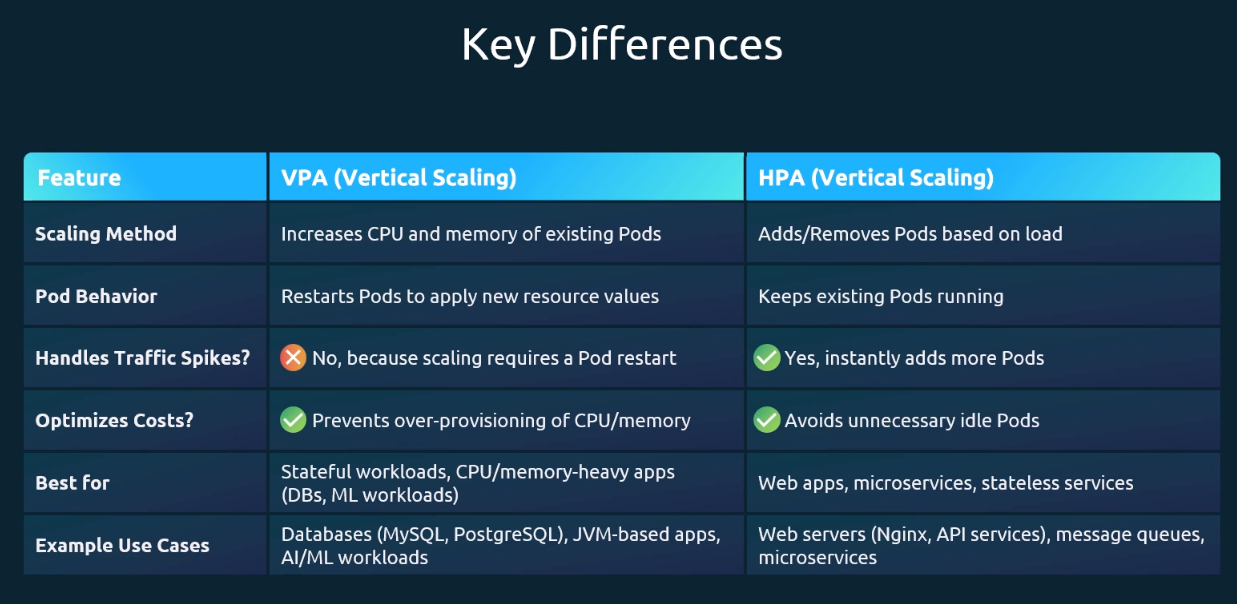 Key Differences
Feature
VPA (Vertical Scaling)
HPA (Vertical Scaling)
Scaling Method
Increases CPU and memory of existing Pods
Adds/Removes Pods based on load
Pod Behavior
Restarts Pods to apply new resource values
Keeps existing Pods running
Handles Traffic Spikes?
No, because scaling requires a Pod restart
Yes, instantly adds more Pods
Optimizes Costs?
Prevents over-provisioning of CPU/memory
Avoids unnecessary idle Pods
Best for
Stateful workloads, CPU/memory-heavy apps
(DBs, ML workloads)
Web apps, microservices, stateless services
Example Use Cases
Databases (MySQL, PostgreSQL), JVM-based apps,
AI/ML workloads
Web servers (Nginx, API services), message queues,
microservices